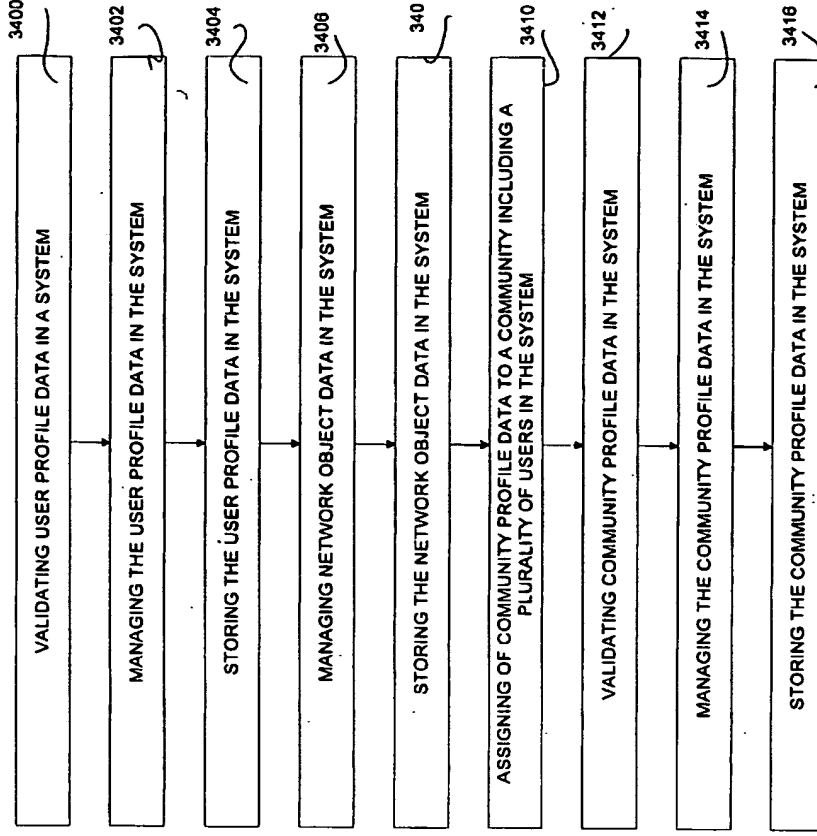 3400
VALIDATING USER PROFILE DATA IN A SYSTEM
3402
MANAGING THE USER PROFILE DATA IN THE SYSTEM
3404
STORING THE USER PROFILE DATA IN THE SYSTEM
3406
MANAGING NETWORK OBJECT DATA IN THE SYSTEM
340
STORING THE NETWORK OBJECT DATA IN THE SYSTEM
3410
ASSIGNING OF COMMUNITY PROFILE DATA TO A COMMUNITY INCLUDING A
PLURALITY OF USERS IN THE SYSTEM
3412
VALIDATING COMMUNITY PROFILE DATA IN THE SYSTEM
3414
MANAGING THE COMMUNITY PROFILE DATA IN THE SYSTEM
3416
STORING THE COMMUNITY PROFILE DATA IN THE SYSTEM